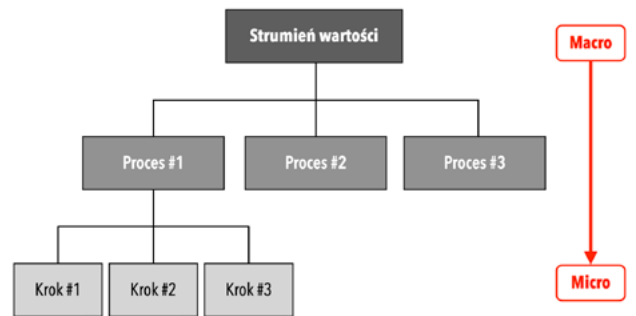 Strumień wartości
Macro
Proces #1
Proces #2
Proces #3
Krok #1
Krok #2
Krok #3
Micro